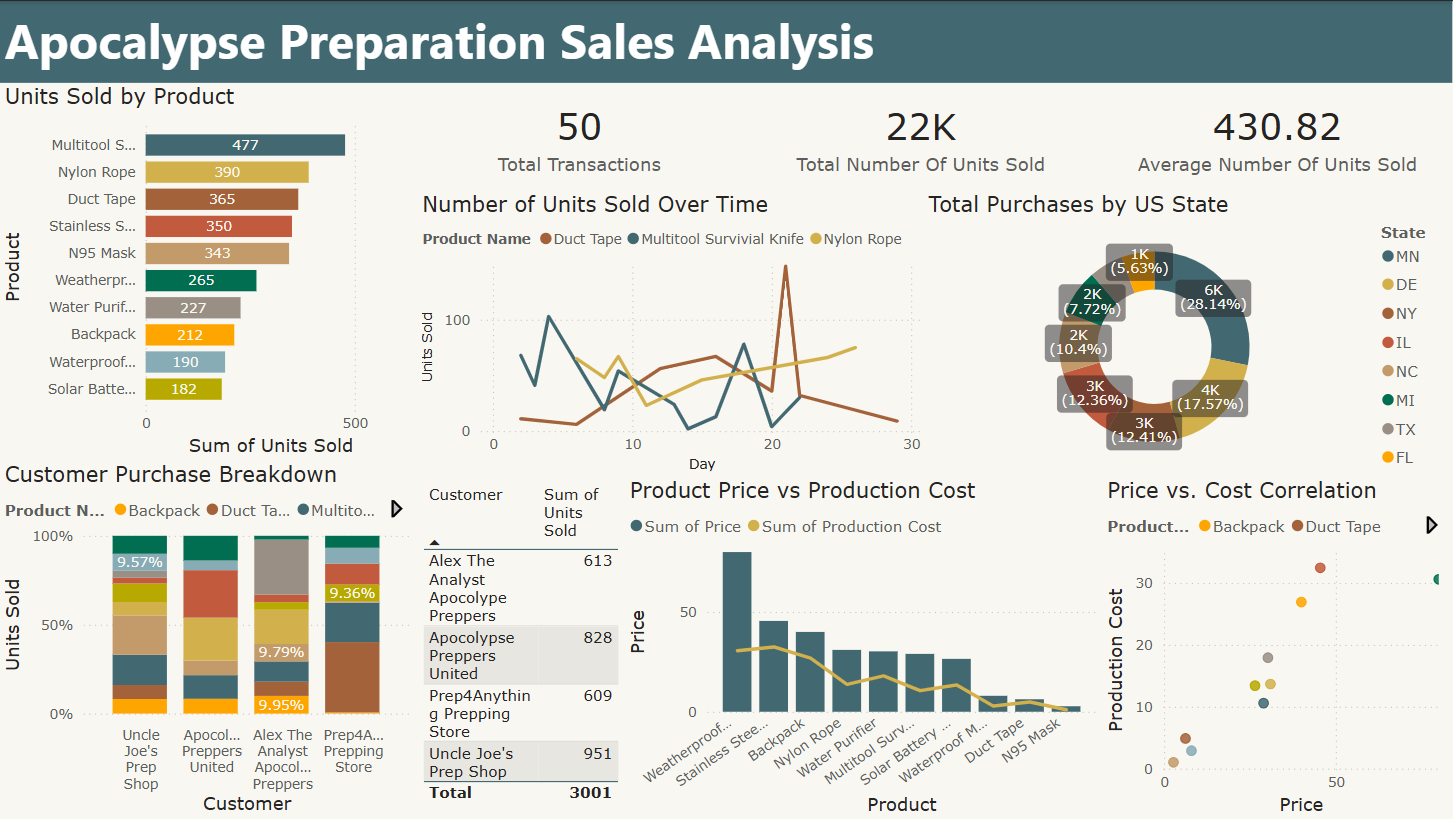 Apocalypse Preparation Sales Analysis
Units Sold by Product
Product
Multitool S...
477
Nylon Rope
390
Duct Tape
365
Stainless S...
350
N95 Mask
343
Weatherpr...
265
Water Purif...
227
Backpack
212
Waterproof...
190
Solar Batte...
182
0
500
Sum of Units Sold
50
Total Transactions
22K
Total Number Of Units Sold
430.82
Average Number Of Units Sold
Number of Units Sold Over Time
Product Name Duct Tape Multitool Survivial Knife Nylon Rope
Units Sold
100
0
0
10
20
30
Day
Total Purchases by US State
1K
(5.63%)
6K
(28.14%)
2K
(7.72%)
2K
(10.4%)
3K
(12.36%)
4K
(17.57%)
3K
(12.41%)
State
MN
DE
NY
IL
NC
MI
TX
FL
Customer Purchase Breakdown
Product N... Backpack Duct Ta... Multito...
Units Sold
100%
50%
0%
9.57%
9.36%
9.79%
9.95%
Uncle
Joe's
Prep
Shop
Apocol...
Preppers
United
Alex The
Analyst
Apocol...
Preppers
Prep4A...
Prepping
Store
Customer
Customer
Sum of
Units
Sold
Alex The
Analyst
Apocolype
Preppers
613
Apocolypse
Preppers
United
828
Prep4Anythin
g Prepping
Store
609
Uncle Joe's
Prep Shop
951
Total
3001
Product Price vs Production Cost
Sum of Price Sum of Production Cost
Price
50
0
Weatherproof...
Stainless Stee...
Backpack
Nylon Rope
Water Purifier
Multitool Surv...
Solar Battery ...
Waterproof M...
Duct Tape
N95 Mask
Product
Price vs. Cost Correlation
Product... Backpack Duct Tape
Production Cost
30
20
10
0
0
50
Price